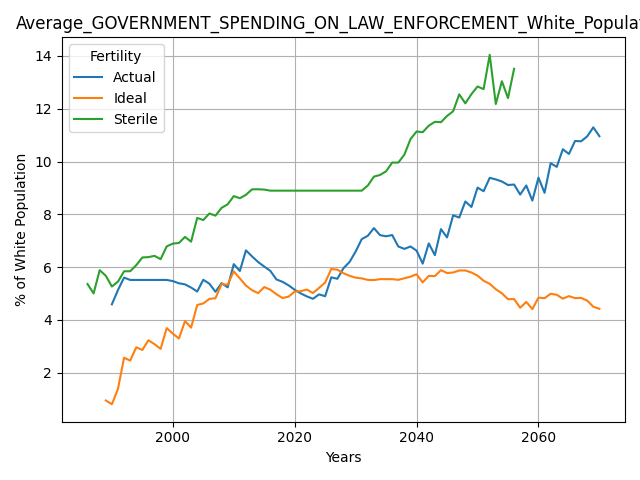 Average_GOVERNMENT_SPENDING_ON_LAW_ENFORCEMENT_White_Populat
Fertility
Actual
Ideal
Sterile
14
12
10
8
6
4
2
% of White Population
2000 2020 2040 2060
Years